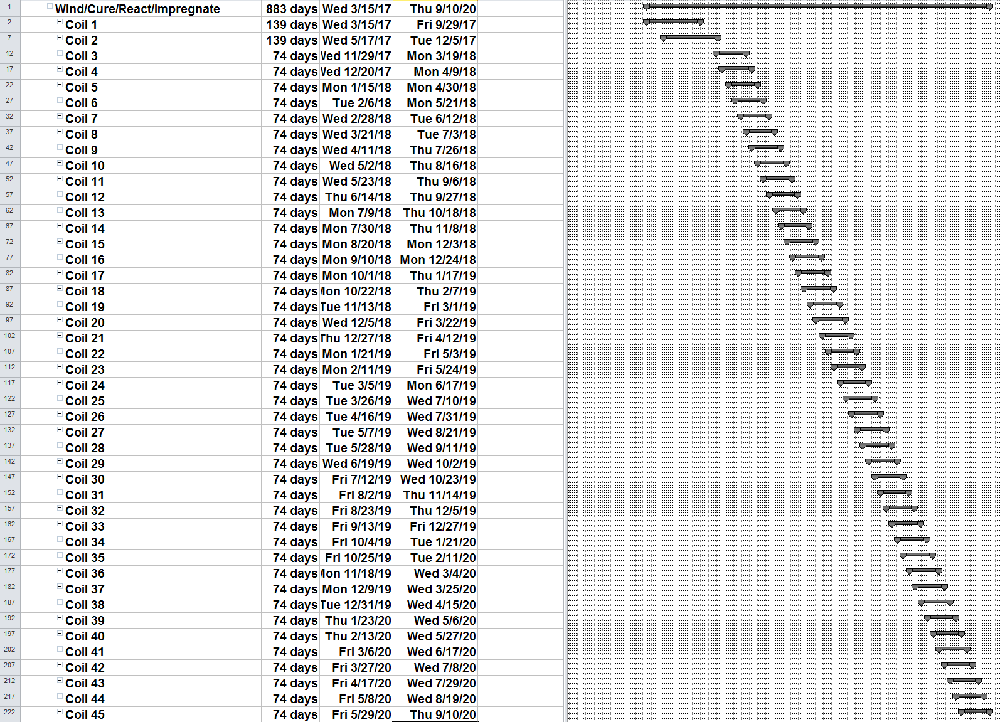 1 Wind/Cure/React/Impregnate 883 days Wed 3/15/17 Thu 9/10/20
2 Coil 1 139 days Wed 3/15/17 Fri 9/29/17
7 Coil 2 139 days Wed 5/17/17 Tue 12/5/17
12 Coil 3 74 days Wed 11/29/17 Mon 3/19/18
17 Coil 4 74 days Wed 12/20/17 Mon 4/9/18
22 Coil 5 74 days Mon 1/15/18 Mon 4/30/18
27 Coil 6 74 days Tue 2/6/18 Mon 5/21/18
32 Coil 7 74 days Wed 2/28/18 Tue 6/12/18
37 Coil 8 74 days Wed 3/21/18 Tue 7/3/18
42 Coil 9 74 days Wed 4/11/18 Thu 7/26/18
47 Coil 10 74 days Wed 5/2/18 Thu 8/16/18
52 Coil 11 74 days Wed 5/23/18 Thu 9/6/18
57 Coil 12 74 days Thu 6/14/18 Thu 9/27/18
62 Coil 13 74 days Mon 7/9/18 Thu 10/18/18
67 Coil 14 74 days Mon 7/30/18 Thu 11/8/18
72 Coil 15 74 days Mon 8/20/18 Mon 12/3/18
77 Coil 16 74 days Mon 9/10/18 Mon 12/24/18
82 Coil 17 74 days Mon 10/1/18 Thu 1/17/19
87 Coil 18 74 days Mon 10/22/18 Thu 2/7/19
92 Coil 19 74 days Tue 11/13/18 Fri 3/1/19
97 Coil 20 74 days Wed 12/5/18 Fri 3/22/19
102 Coil 21 74 days Thu 12/27/18 Fri 4/12/19
107 Coil 22 74 days Mon 1/21/19 Fri 5/3/19
112 Coil 23 74 days Mon 2/11/19 Fri 5/24/19
117 Coil 24 74 days Tue 3/5/19 Mon 6/17/19
122 Coil 25 74 days Tue 3/26/19 Wed 7/10/19
127 Coil 26 74 days Tue 4/16/19 Wed 7/31/19
132 Coil 27 74 days Tue 5/7/19 Wed 8/21/19
137 Coil 28 74 days Tue 5/28/19 Wed 9/11/19
142 Coil 29 74 days Wed 6/19/19 Wed 10/2/19
147 Coil 30 74 days Fri 7/12/19 Wed 10/23/19
152 Coil 31 74 days Fri 8/2/19 Thu 11/14/19
157 Coil 32 74 days Fri 8/23/19 Thu 12/5/19
162 Coil 33 74 days Fri 9/13/19 Fri 12/27/19
167 Coil 34 74 days Fri 10/4/19 Tue 1/21/20
172 Coil 35 74 days Fri 10/25/19 Tue 2/11/20
177 Coil 36 74 days Mon 11/18/19 Wed 3/4/20
182 Coil 37 74 days Mon 12/9/19 Wed 3/25/20
187 Coil 38 74 days Tue 12/31/19 Wed 4/15/20
192 Coil 39 74 days Thu 1/23/20 Wed 5/6/20
197 Coil 40 74 days Thu 2/13/20 Wed 5/27/20
202 Coil 41 74 days Fri 3/6/20 Wed 6/17/20
207 Coil 42 74 days Fri 3/27/20 Wed 7/8/20
212 Coil 43 74 days Fri 4/17/20 Wed 7/29/20
217 Coil 44 74 days Fri 5/8/20 Wed 8/19/20
222 Coil 45 74 days Fri 5/29/20 Thu 9/10/20